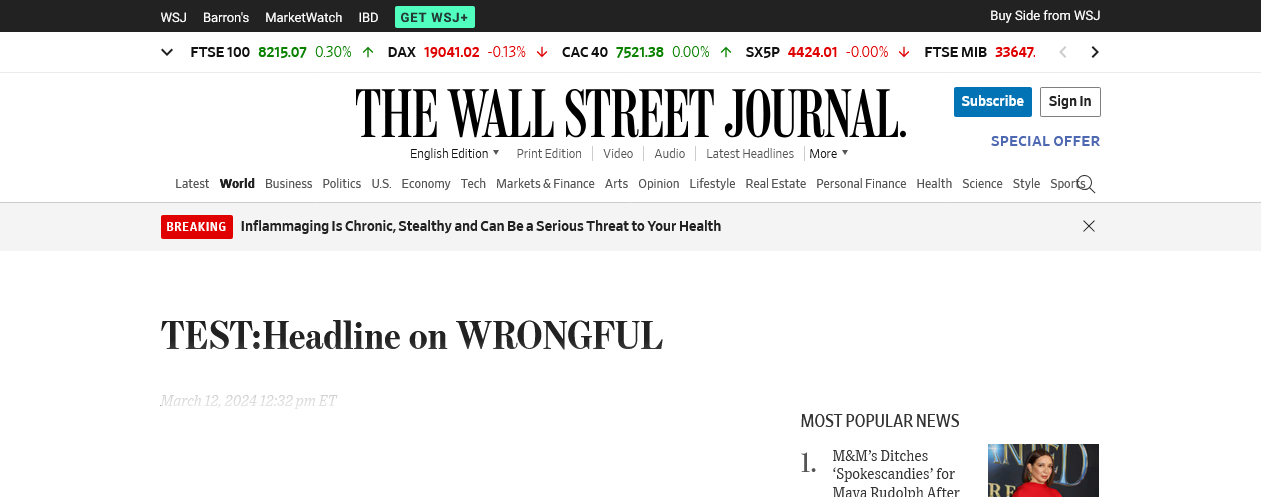 WSJ Barron's MarketWatch IBD GET WSJ+ Buy Side from WSJ
FTSE 100 8215.07 0.30% DAX 19041.02 -0.13% CAC 40 7521.38 0.00% SX5P 4424.01 -0.00% FTSE MIB 33647.
THE WALL STREET JOURNAL.
Subscribe Sign In
SPECIAL OFFER
English Edition Print Edition Video Audio Latest Headlines More
Latest World Business Politics U.S. Economy Tech Markets & Finance Arts Opinion Lifestyle Real Estate Personal Finance Health Science Style Sports
BREAKING Inflammaging Is Chronic, Stealthy and Can Be a Serious Threat to Your Health
TEST:Headline on WRONGFUL
March 12, 2024 12:32 pm ET
MOST POPULAR NEWS
1. M&M’s Ditches
‘Spokescandies’ for
Maya Rudolph After